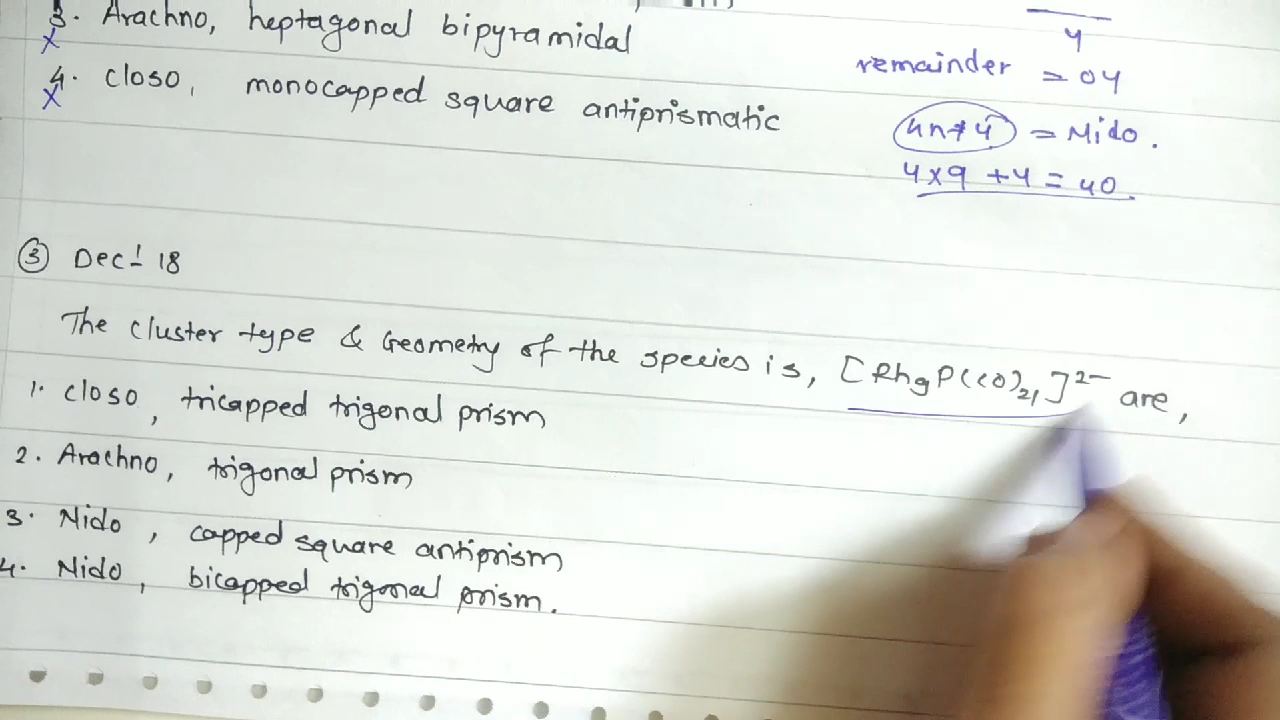 3. Arachno, heptagonal bipyramidal
x
4. closo, monocapped square antiprismatic
x
4
remainder = 04
4n+4 = Nido.
4x9 +4 = 40
③ Dec-18
The cluster type & Geometry of the species is, [Rh9P(CO)21]2- are,
1. closo, tricapped trigonal prism
2. Arachno, trigonal prism
3. Nido, capped square antiprism
4. Nido, bicapped trigonal prism.